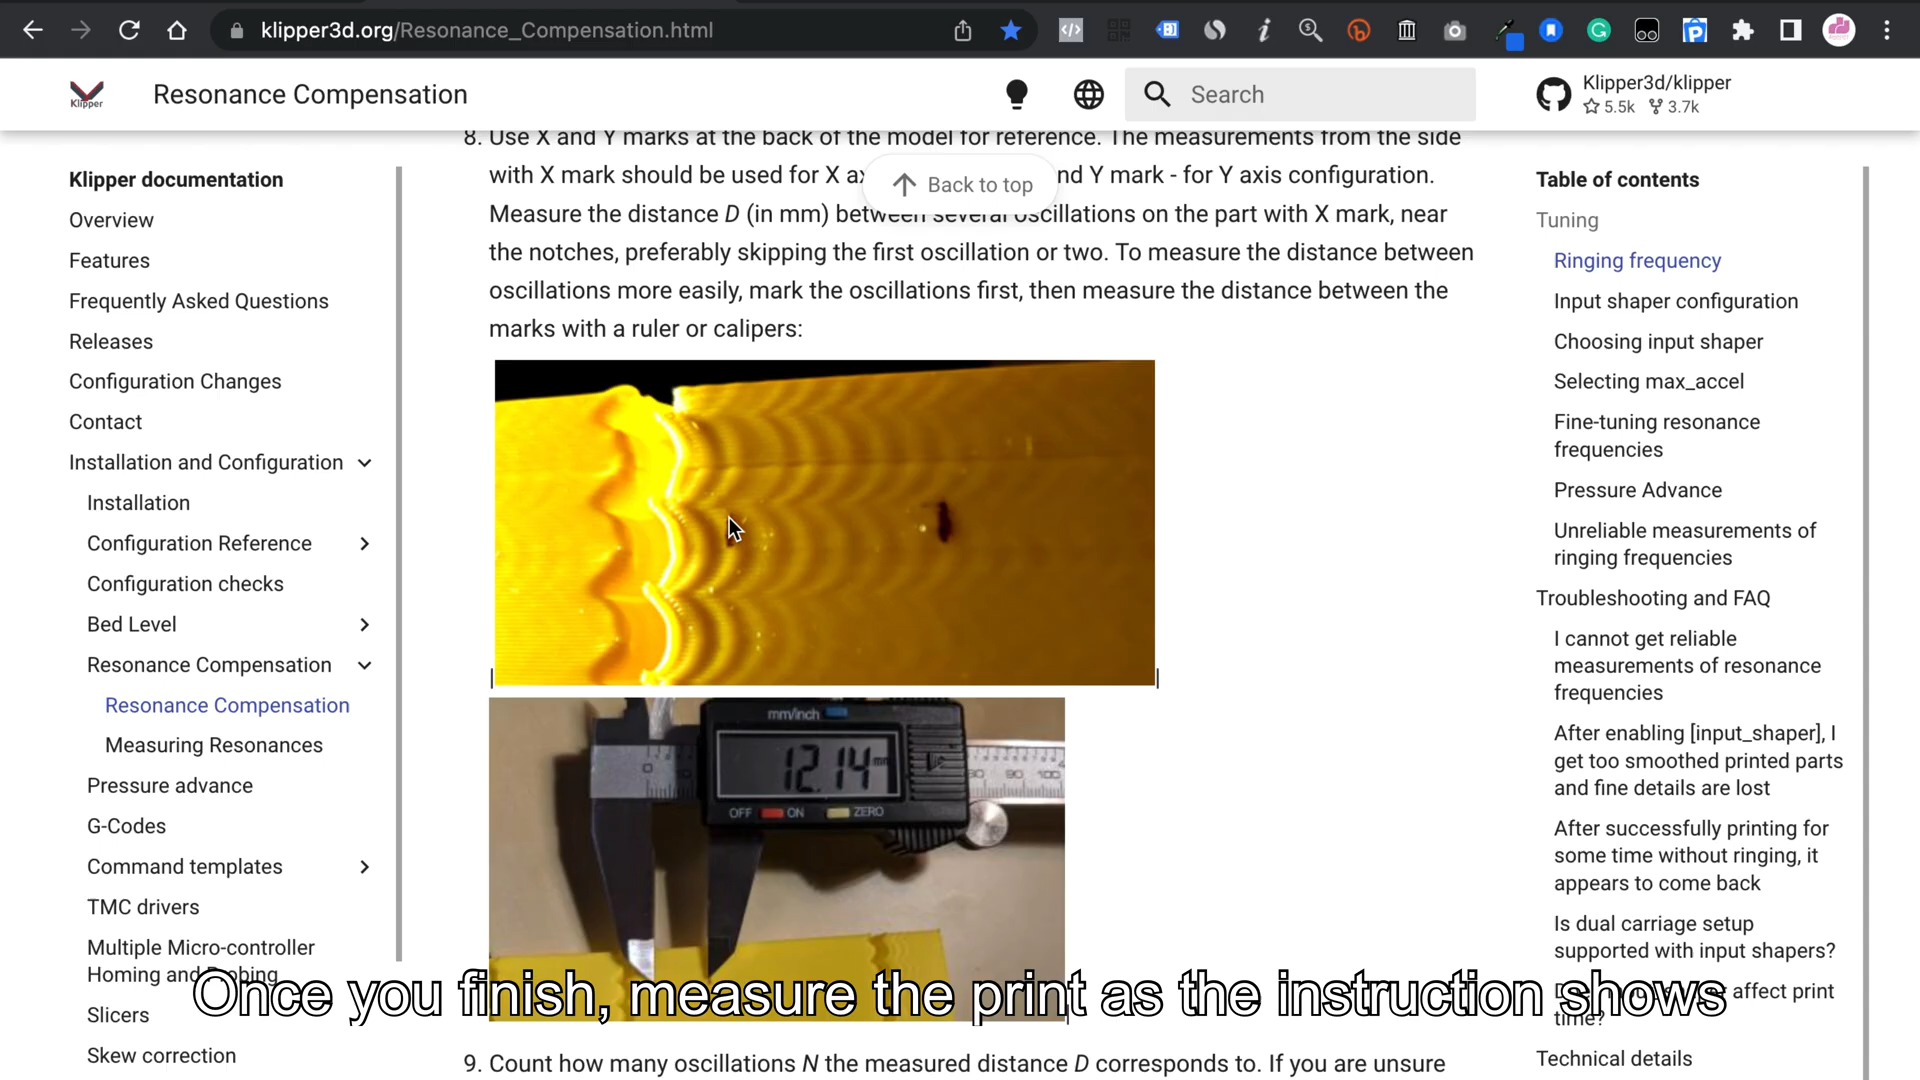 klipper3d.org/Resonance_Compensation.html
Klipper
Resonance Compensation
Search
Klipper3d/klipper
5.5k 3.7k
Klipper documentation
Overview
Features
Frequently Asked Questions
Releases
Configuration Changes
Contact
Installation and Configuration
Installation
Configuration Reference
Configuration checks
Bed Level
Resonance Compensation
Resonance Compensation
Measuring Resonances
Pressure advance
G-Codes
Command templates
TMC drivers
Multiple Micro-controller
Homing and Probing
Slicers
Skew correction
8. Use X and Y marks at the back of the model for reference. The measurements from the side
with X mark should be used for X nd Y mark - for Y axis configuration.
Back to top
Measure the distance D (in mm) between several oscillations on the part with X mark, near
the notches, preferably skipping the first oscillation or two. To measure the distance between
oscillations more easily, mark the oscillations first, then measure the distance between the
marks with a ruler or calipers:
mm/inch
12.14 mm
OFF ON ZERO
0
80 90 100
Once you finish, measure the print as the instruction shows
9. Count how many oscillations N the measured distance D corresponds to. If you are unsure
Table of contents
Tuning
Ringing frequency
Input shaper configuration
Choosing input shaper
Selecting max_accel
Fine-tuning resonance
frequencies
Pressure Advance
Unreliable measurements of
ringing frequencies
Troubleshooting and FAQ
I cannot get reliable
measurements of resonance
frequencies
After enabling [input_shaper], I
get too smoothed printed parts
and fine details are lost
After successfully printing for
some time without ringing, it
appears to come back
Is dual carriage setup
supported with input shapers?
affect print
time?
Technical details